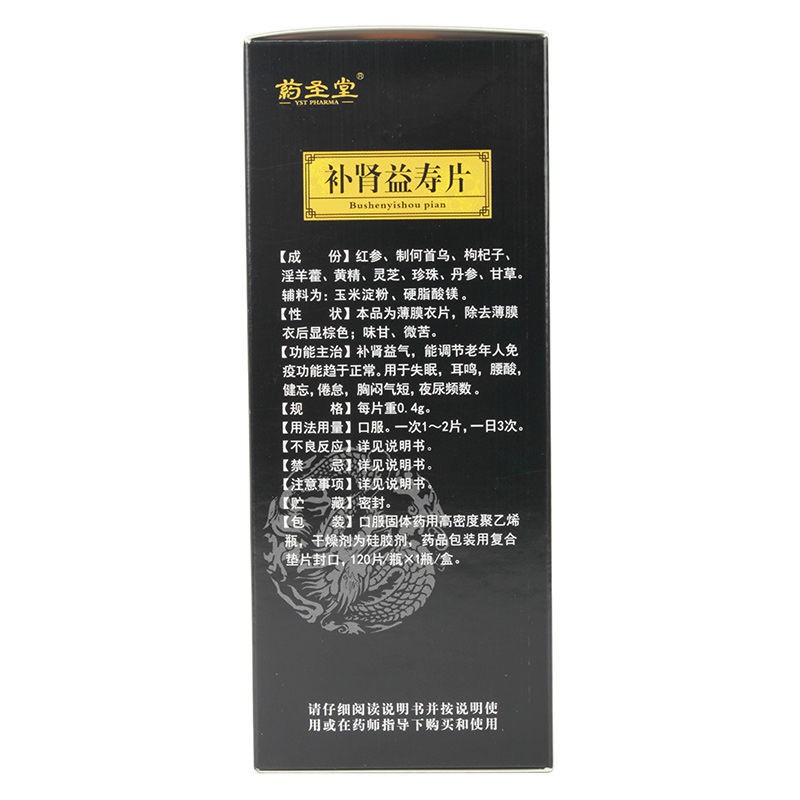 药圣堂®
YST PHARMA
补肾益寿片
Bushenyishou pian
【成 份】红参、制何首乌、枸杞子、
淫羊藿、黄精、灵芝、珍珠、丹参、甘草。
辅料为：玉米淀粉、硬脂酸镁。
【性 状】本品为薄膜衣片，除去薄膜
衣后显棕色；味甘、微苦。
【功能主治】补肾益气，能调节老年人免
疫功能趋于正常。用于失眠，耳鸣，腰酸，
健忘，倦怠，胸闷气短，夜尿频数。
【规 格】每片重0.4g。
【用法用量】口服。一次1～2片，一日3次。
【不良反应】详见说明书。
【禁 忌】详见说明书。
【注意事项】详见说明书。
【贮 藏】密封。
【包 装】口服固体药用高密度聚乙烯
瓶，干燥剂为硅胶剂，药品包装用复合
垫片封口，120片/瓶×1瓶/盒。
请仔细阅读说明书并按说明使
用或在药师指导下购买和使用